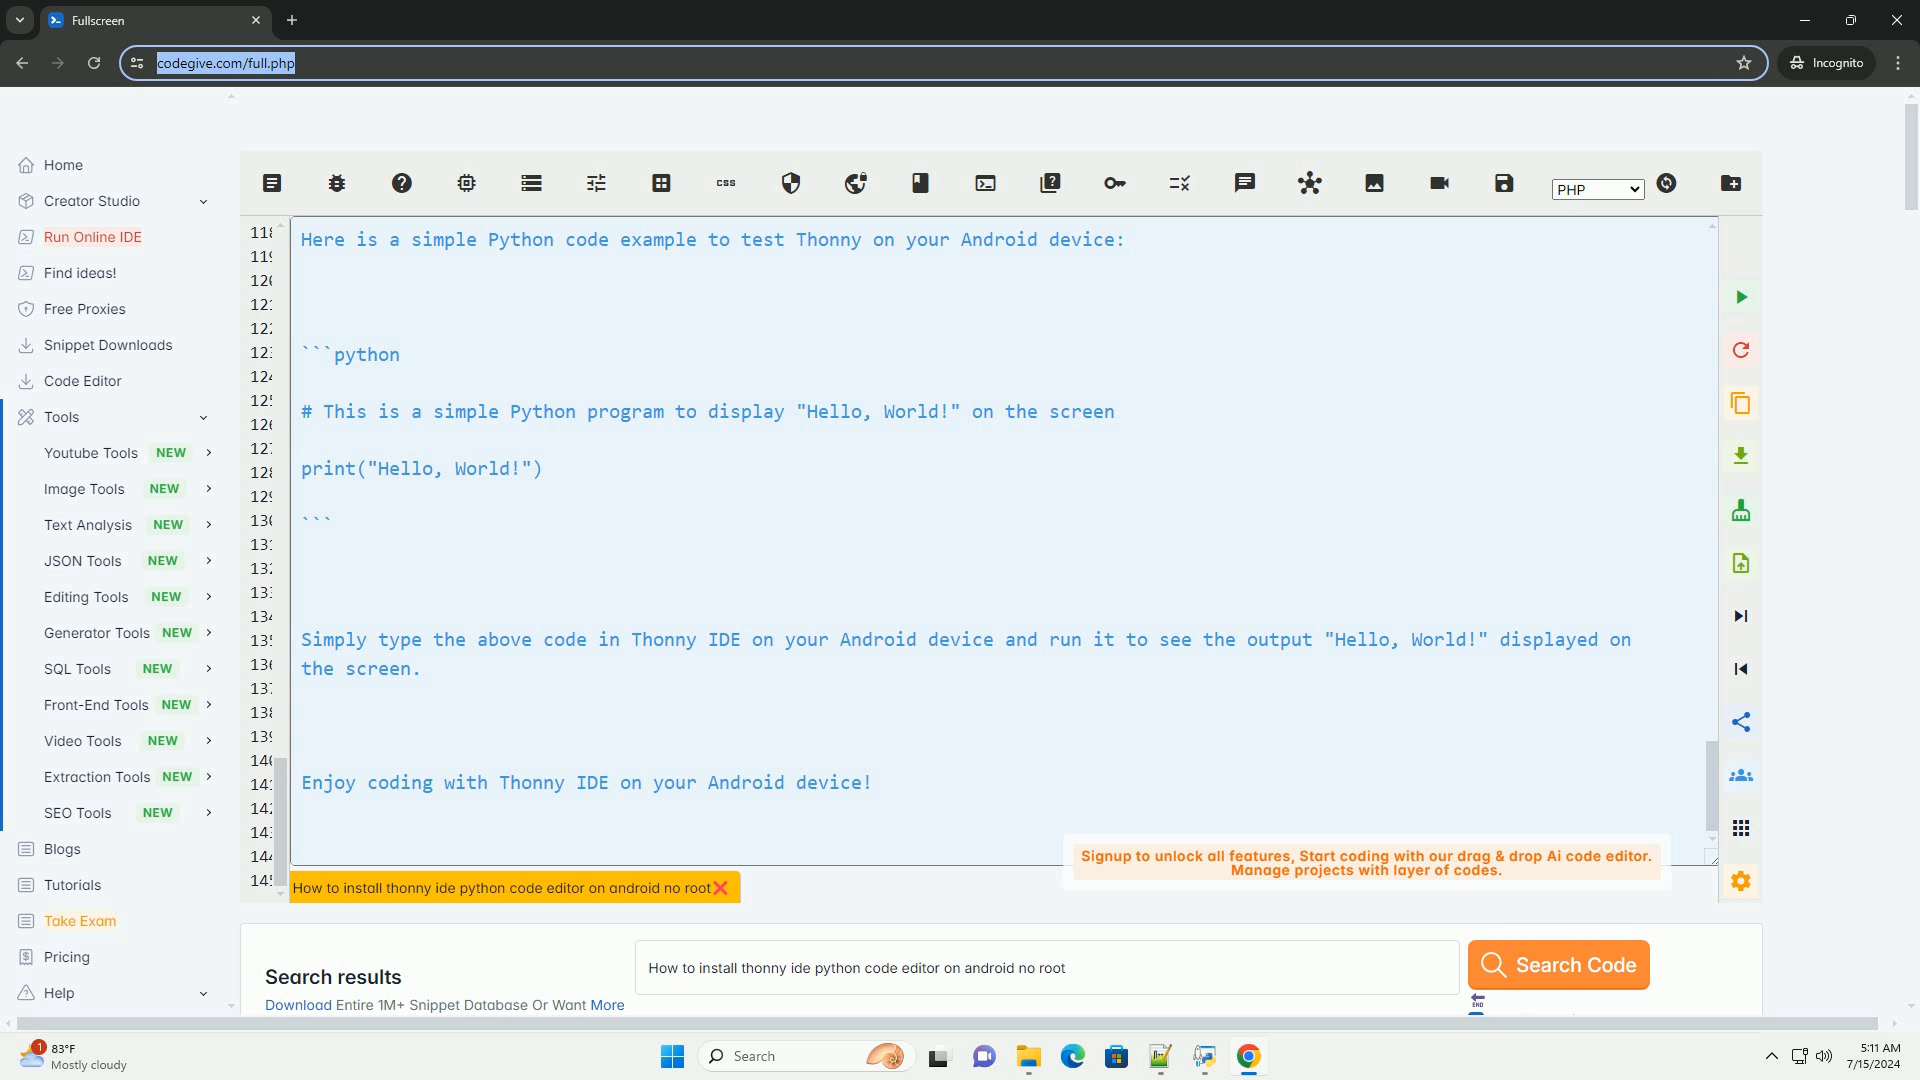 Fullscreen
codegive.com/full.php
Incognito
Home
Creator Studio
Run Online IDE
Find ideas!
Free Proxies
Snippet Downloads
Code Editor
Tools
Youtube Tools NEW
Image Tools NEW
Text Analysis NEW
JSON Tools NEW
Editing Tools NEW
Generator Tools NEW
SQL Tools NEW
Front-End Tools NEW
Video Tools NEW
Extraction Tools NEW
SEO Tools NEW
Blogs
Tutorials
Take Exam
Pricing
Help
CSS
PHP
Here is a simple Python code example to test Thonny on your Android device:
```python
# This is a simple Python program to display "Hello, World!" on the screen
print("Hello, World!")
```
Simply type the above code in Thonny IDE on your Android device and run it to see the output "Hello, World!" displayed on
the screen.
Enjoy coding with Thonny IDE on your Android device!
Signup to unlock all features, Start coding with our drag & drop Ai code editor.
Manage projects with layer of codes.
How to install thonny ide python code editor on android no root
Search results
Download Entire 1M+ Snippet Database Or Want More
How to install thonny ide python code editor on android no root
Search Code
END
1
83°F
Mostly cloudy
Search
5:11 AM
7/15/2024